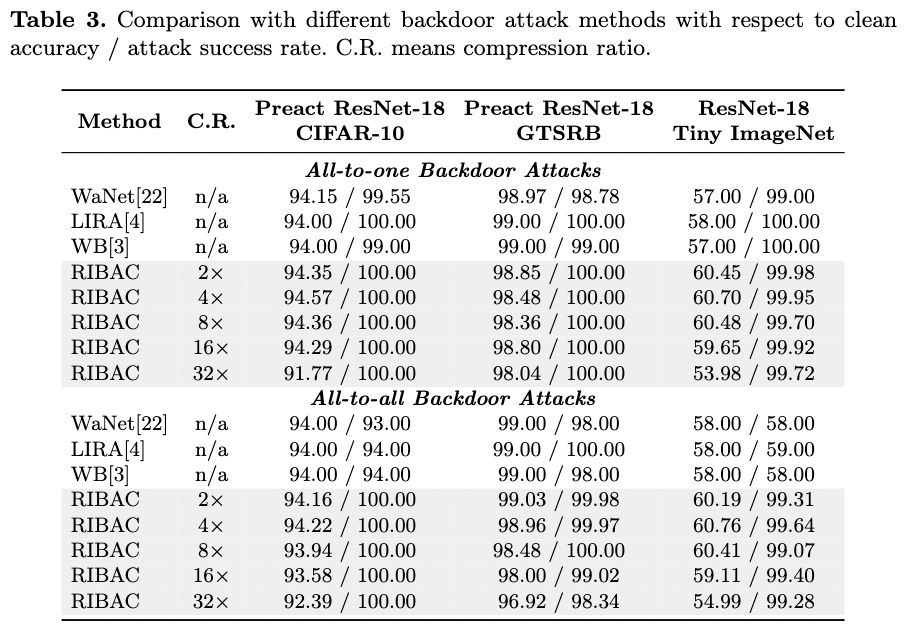 Table 3. Comparison with different backdoor attack methods with respect to clean
accuracy / attack success rate. C.R. means compression ratio.
Method C.R. Preact ResNet-18 CIFAR-10 Preact ResNet-18 GTSRB ResNet-18 Tiny ImageNet
All-to-one Backdoor Attacks
WaNet[22] n/a 94.15 / 99.55 98.97 / 98.78 57.00 / 99.00
LIRA[4] n/a 94.00 / 100.00 99.00 / 100.00 58.00 / 100.00
WB[3] n/a 94.00 / 99.00 99.00 / 99.00 57.00 / 100.00
RIBAC 2× 94.35 / 100.00 98.85 / 100.00 60.45 / 99.98
RIBAC 4× 94.57 / 100.00 98.48 / 100.00 60.70 / 99.95
RIBAC 8× 94.36 / 100.00 98.36 / 100.00 60.48 / 99.70
RIBAC 16× 94.29 / 100.00 98.80 / 100.00 59.65 / 99.92
RIBAC 32× 91.77 / 100.00 98.04 / 100.00 53.98 / 99.72
All-to-all Backdoor Attacks
WaNet[22] n/a 94.00 / 93.00 99.00 / 98.00 58.00 / 58.00
LIRA[4] n/a 94.00 / 94.00 99.00 / 100.00 58.00 / 59.00
WB[3] n/a 94.00 / 94.00 99.00 / 98.00 58.00 / 58.00
RIBAC 2× 94.16 / 100.00 99.03 / 99.98 60.19 / 99.31
RIBAC 4× 94.22 / 100.00 98.96 / 99.97 60.76 / 99.64
RIBAC 8× 93.94 / 100.00 98.48 / 100.00 60.41 / 99.07
RIBAC 16× 93.58 / 100.00 98.00 / 99.02 59.11 / 99.40
RIBAC 32× 92.39 / 100.00 96.92 / 98.34 54.99 / 99.28